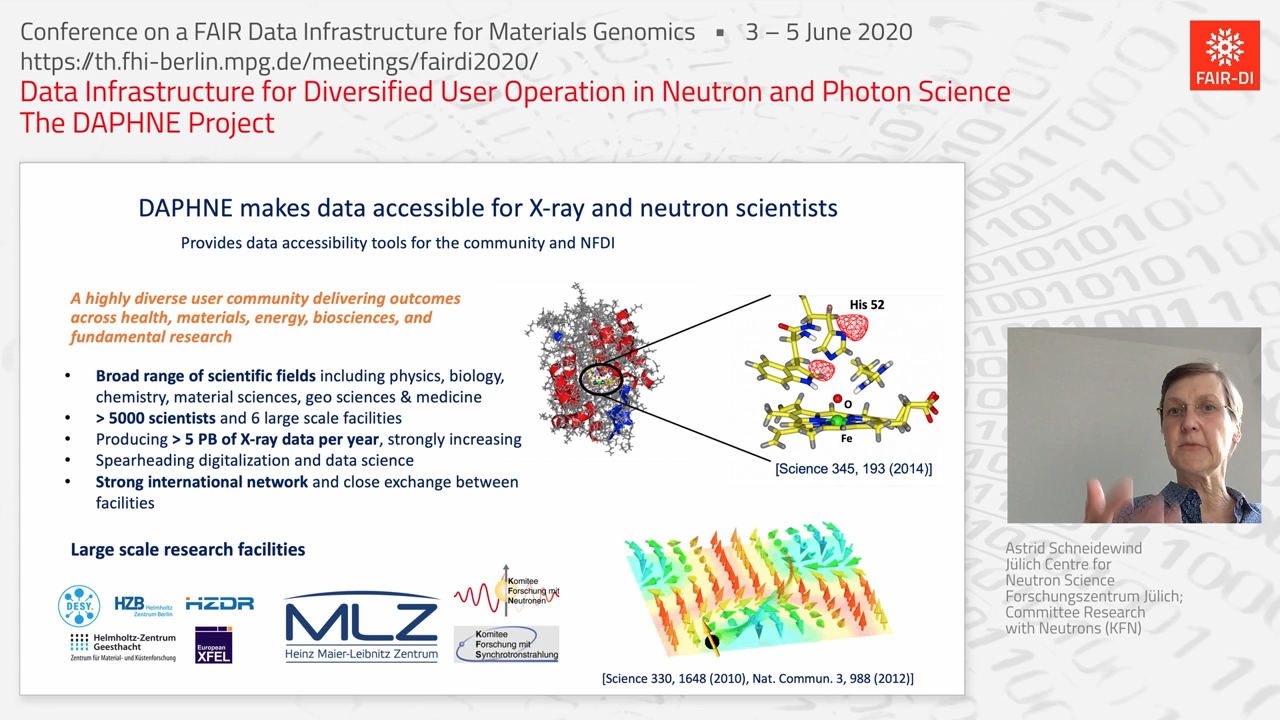 Conference on a FAIR Data Infrastructure for Materials Genomics ▪ 3 – 5 June 2020
https://th.fhi-berlin.mpg.de/meetings/fairdi2020/
Data Infrastructure for Diversified User Operation in Neutron and Photon Science
The DAPHNE Project
FAIR-DI
DAPHNE makes data accessible for X-ray and neutron scientists
Provides data accessibility tools for the community and NFDI
A highly diverse user community delivering outcomes
across health, materials, energy, biosciences, and
fundamental research
• Broad range of scientific fields including physics, biology,
chemistry, material sciences, geo sciences & medicine
• > 5000 scientists and 6 large scale facilities
• Producing > 5 PB of X-ray data per year, strongly increasing
• Spearheading digitalization and data science
• Strong international network and close exchange between
facilities
His 52
O
Fe
[Science 345, 193 (2014)]
Large scale research facilities
DESY.
HZB Helmholtz
Zentrum Berlin
HZDR
Helmholtz-Zentrum
Geesthacht
Zentrum für Material- und Küstenforschung
European
XFEL
MLZ
Heinz Maier-Leibnitz Zentrum
Komitee
Forschung mit
Neutronen
Komitee
Forschung mit
Synchrotronstrahlung
[Science 330, 1648 (2010), Nat. Commun. 3, 988 (2012)]
Astrid Schneidewind
Jülich Centre for
Neutron Science
Forschungszentrum Jülich;
Committee Research
with Neutrons (KFN)